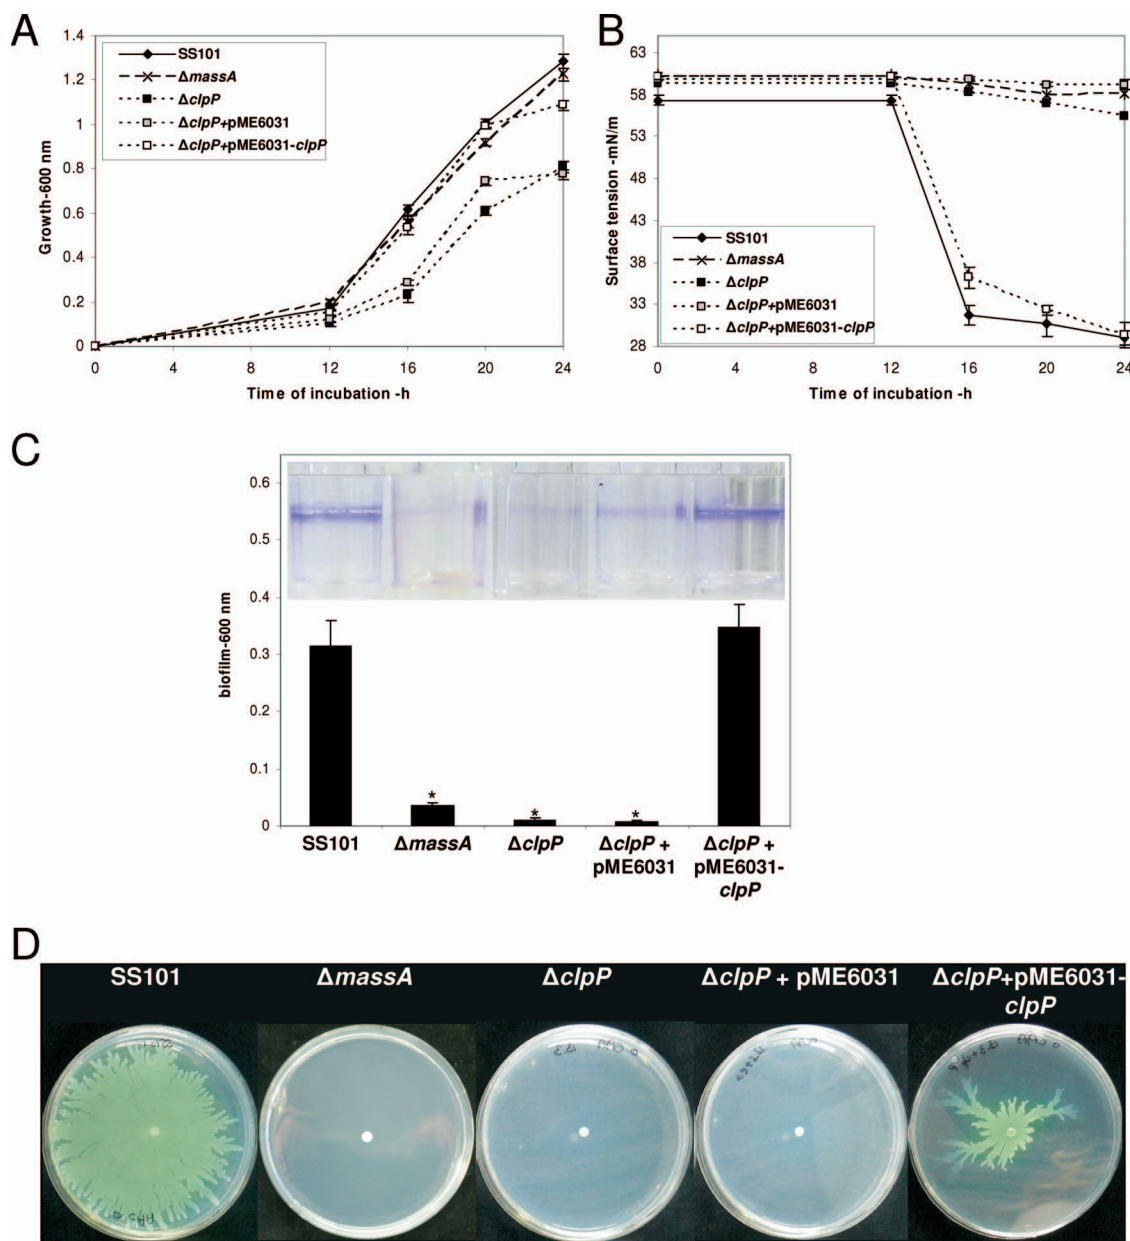 A
1.4
1.2
1
0.8
0.6
0.4
0.2
0
Growth-600 nm
SS101
ΔmassA
ΔclpP
ΔclpP+pME6031
ΔclpP+pME6031-clpP
0 4 8 12 16 20 24
Time of incubation -h
B
63
58
53
48
43
38
33
28
Surface tension -mN/m
SS101
ΔmassA
ΔclpP
ΔclpP+pME6031
ΔclpP+pME6031-clpP
0 4 8 12 16 20 24
Time of incubation -h
C
0.6
0.5
0.4
0.3
0.2
0.1
0
biofilm-600 nm
* * *
SS101 ΔmassA ΔclpP ΔclpP + ΔclpP +
pME6031 pME6031-
clpP
D
SS101 ΔmassA ΔclpP ΔclpP + pME6031 ΔclpP+pME6031-
clpP